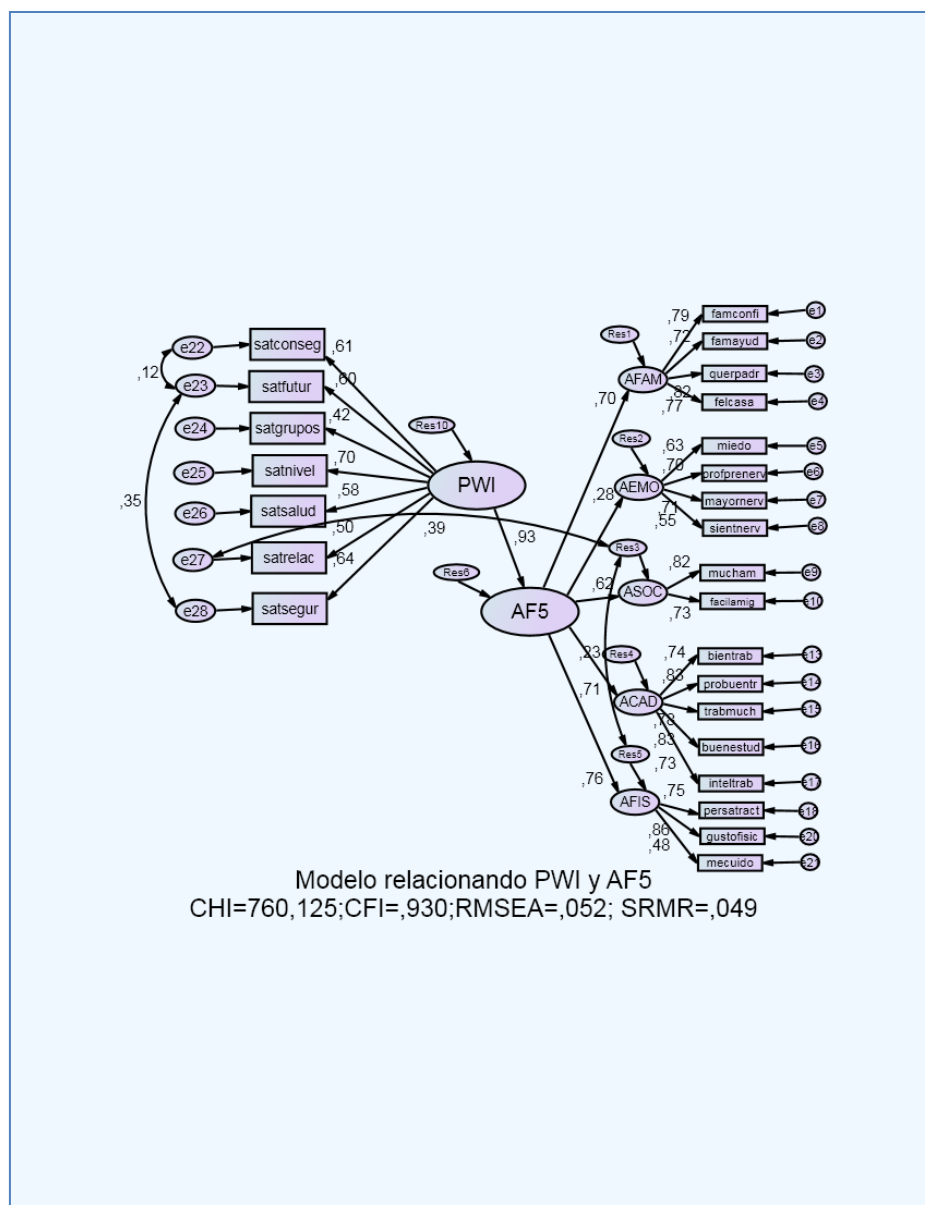 e22
satconseg
,61
,12
e23
satfutur
,60
e24
satgrupos
,42
e25
satnivel
,70
e26
satsalud
,58
,35
e27
satrelac
,50
e28
satsegur
,64
Res10
PWI
,39
,93
Res6
AF5
,70
,28
,62
,23
,71
,76
Res1
AFAM
,79
famconfi
e1
,72
famayud
e2
querpadr
e3
,82
,77
felcasa
e4
Res2
AEMO
,63
miedo
e5
,70
profprenerv
e6
,71
mayornerv
e7
,55
sientnerv
e8
Res3
ASOC
,82
mucham
e9
,73
facilamig
e10
Res4
ACAD
,74
bientrab
e13
,83
probuentr
e14
,78
trabmuch
e15
,83
buenestud
e16
,73
inteltrab
e17
Res5
AFIS
,75
persatract
e18
,86
gustofisic
e20
,48
mecuido
e21
Modelo relacionando PWI y AF5
CHI=760,125;CFI=,930;RMSEA=,052; SRMR=,049